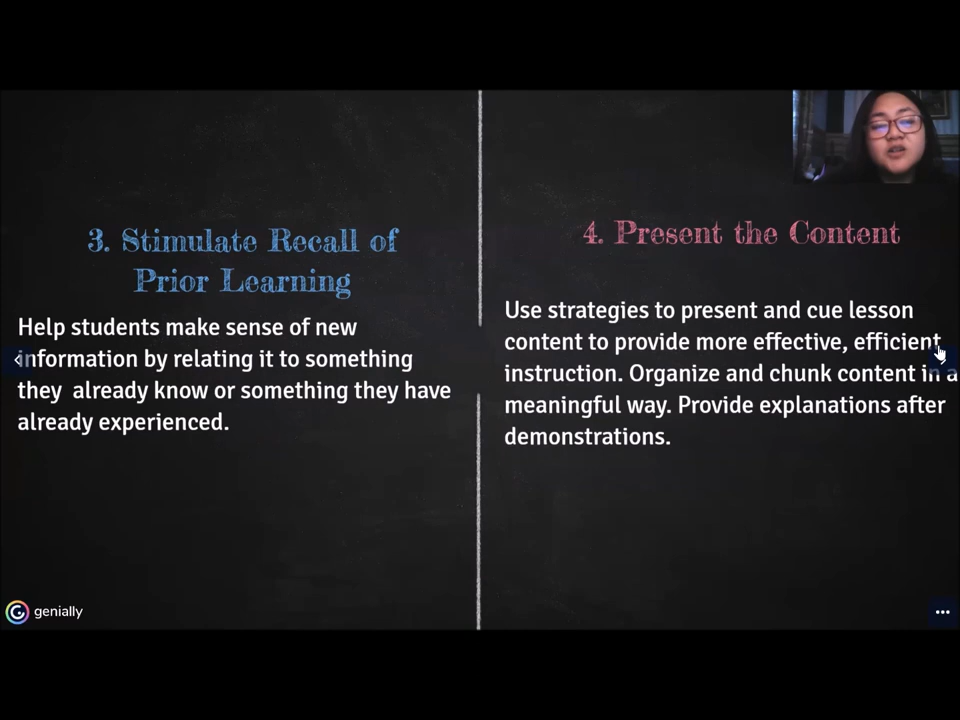 3. Stimulate Recall of
Prior Learning
Help students make sense of new
information by relating it to something
they  already know or something they have
already experienced.
4. Present the Content
Use strategies to present and cue lesson
content to provide more effective, efficient
instruction. Organize and chunk content in a
meaningful way. Provide explanations after
demonstrations.
genially